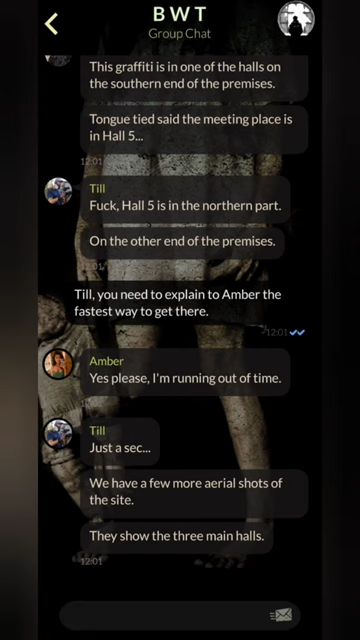 BWT
Group Chat
This graffiti is in one of the halls on
the southern end of the premises.
Tongue tied said the meeting place is
in Hall 5...
12:01
Till
Fuck, Hall 5 is in the northern part.
On the other end of the premises.
12:01
Till, you need to explain to Amber the
fastest way to get there.
12:01
Amber
Yes please, I'm running out of time.
Till
Just a sec...
We have a few more aerial shots of
the site.
They show the three main halls.
12:01